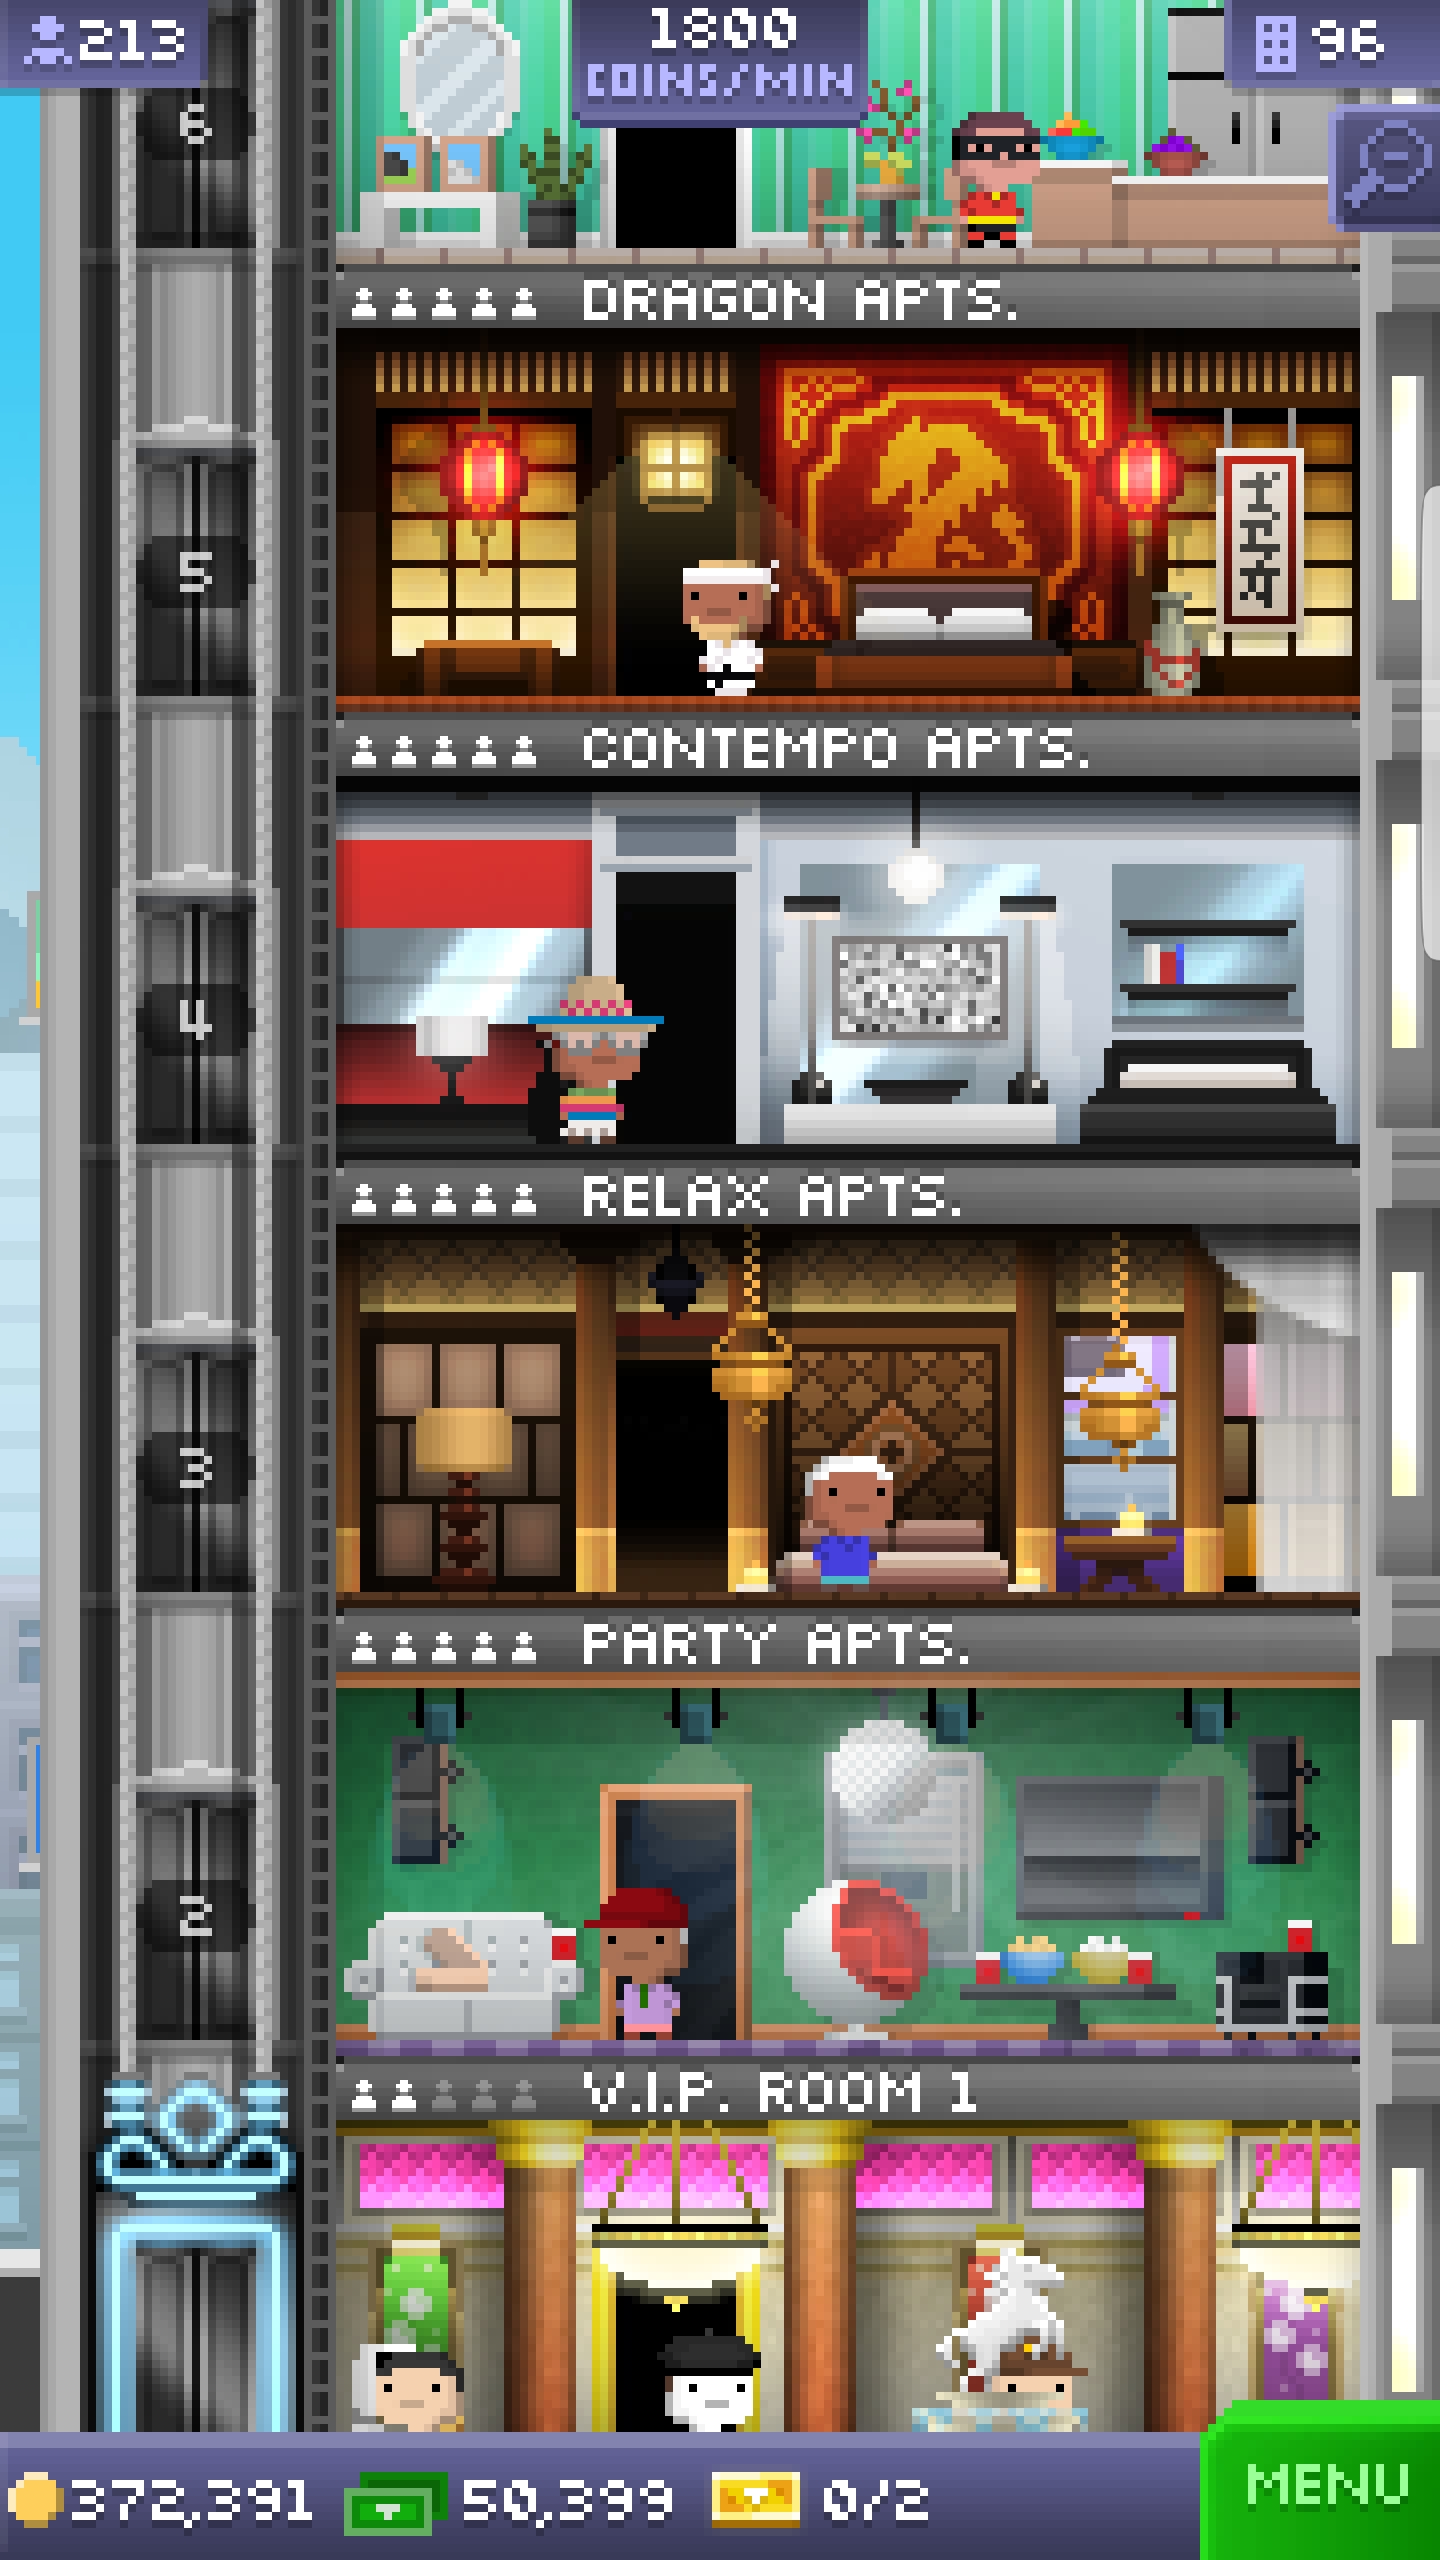 213
1800
COINS/MIN
96
6
DRAGON APTS.
5
CONTEMPO APTS.
4
RELAX APTS.
3
PARTY APTS.
2
V.I.P. ROOM 1
372,391
50,399
0/2
MENU